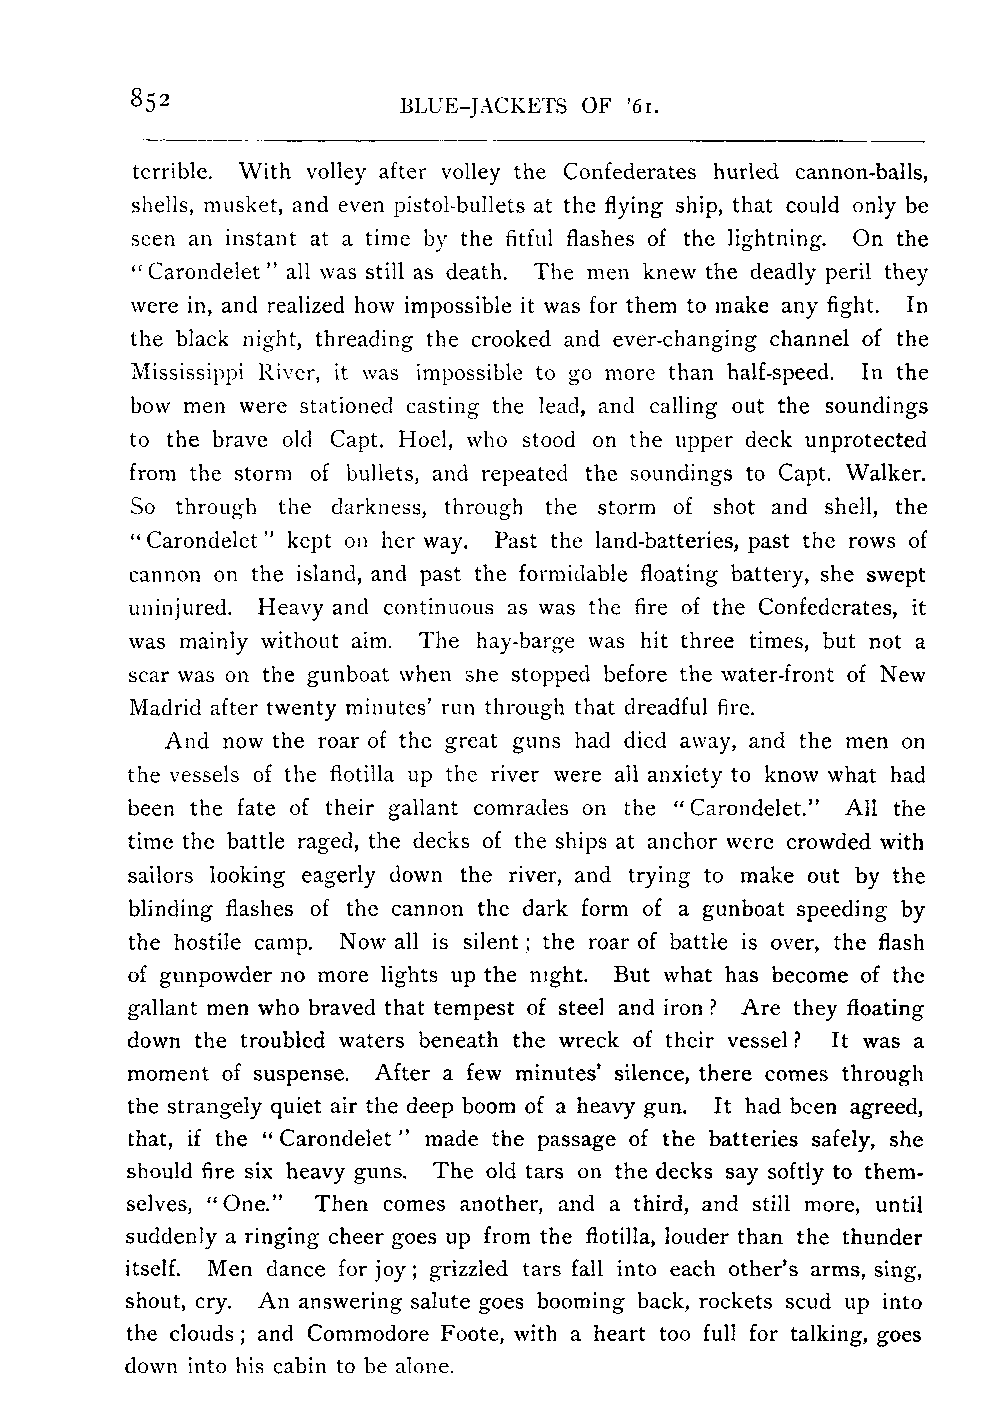 852
BLUE-JACKETS OF '61.
terrible. With volley after volley the Confederates hurled cannon-balls,
shells, musket, and even pistol-bullets at the flying ship, that could only be
seen an instant at a time by the fitful flashes of the lightning. On the
"Carondelet" all was still as death. The men knew the deadly peril they
were in, and realized how impossible it was for them to make any fight. In
the black night, threading the crooked and ever-changing channel of the
Mississippi River, it was impossible to go more than half-speed. In the
bow men were stationed casting the lead, and calling out the soundings
to the brave old Capt. Hoel, who stood on the upper deck unprotected
from the storm of bullets, and repeated the soundings to Capt. Walker.
So through the darkness, through the storm of shot and shell, the
"Carondelet" kept on her way. Past the land-batteries, past the rows of
cannon on the island, and past the formidable floating battery, she swept
uninjured. Heavy and continuous as was the fire of the Confederates, it
was mainly without aim. The hay-barge was hit three times, but not a
scar was on the gunboat when she stopped before the water-front of New
Madrid after twenty minutes' run through that dreadful fire.
And now the roar of the great guns had died away, and the men on
the vessels of the flotilla up the river were all anxiety to know what had
been the fate of their gallant comrades on the "Carondelet." All the
time the battle raged, the decks of the ships at anchor were crowded with
sailors looking eagerly down the river, and trying to make out by the
blinding flashes of the cannon the dark form of a gunboat speeding by
the hostile camp. Now all is silent; the roar of battle is over, the flash
of gunpowder no more lights up the night. But what has become of the
gallant men who braved that tempest of steel and iron? Are they floating
down the troubled waters beneath the wreck of their vessel? It was a
moment of suspense. After a few minutes' silence, there comes through
the strangely quiet air the deep boom of a heavy gun. It had been agreed,
that, if the "Carondelet" made the passage of the batteries safely, she
should fire six heavy guns. The old tars on the decks say softly to them-
selves, "One." Then comes another, and a third, and still more, until
suddenly a ringing cheer goes up from the flotilla, louder than the thunder
itself. Men dance for joy; grizzled tars fall into each other's arms, sing,
shout, cry. An answering salute goes booming back, rockets scud up into
the clouds; and Commodore Foote, with a heart too full for talking, goes
down into his cabin to be alone.